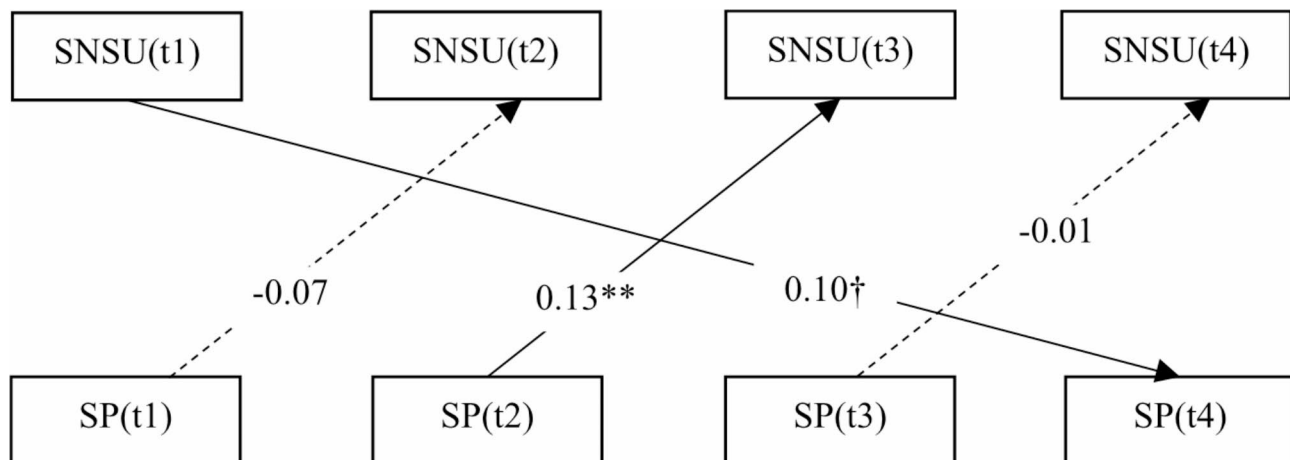 SNSU(t1)
SNSU(t2)
SNSU(t3)
SNSU(t4)
-0.01
-0.07
0.13**
0.10†
SP(t1)
SP(t2)
SP(t3)
SP(t4)